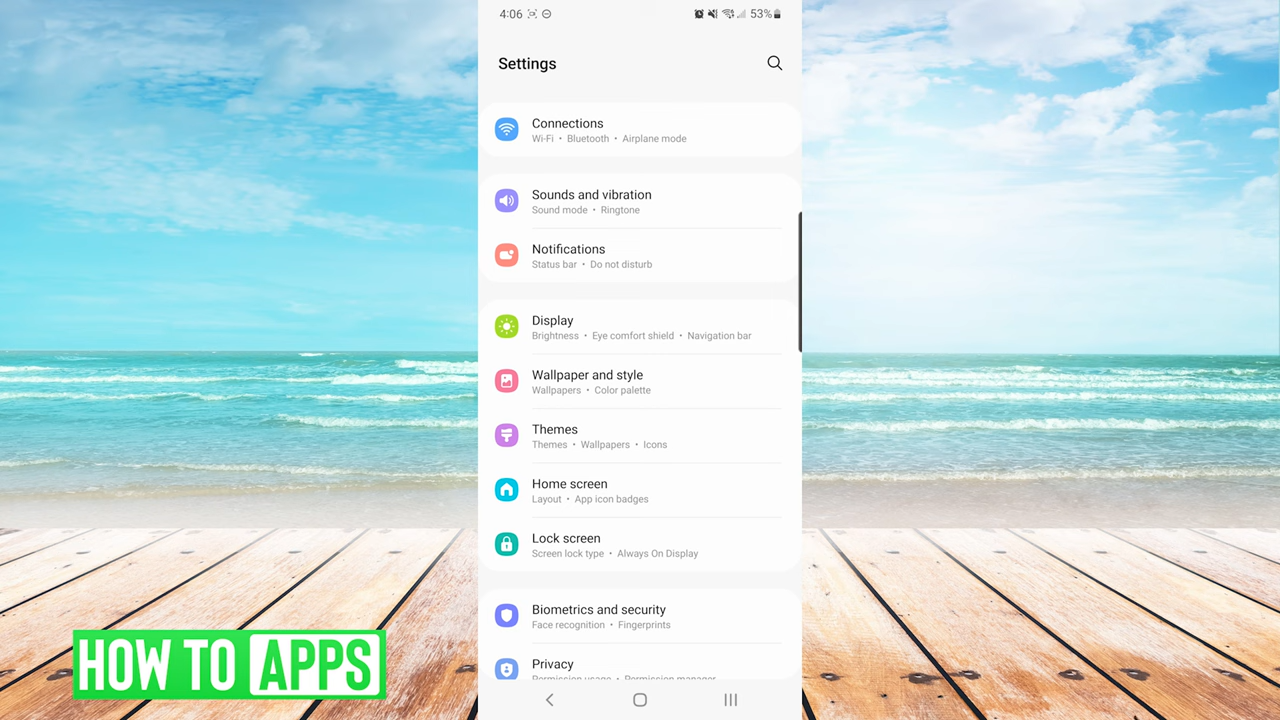 4:06
53%
Settings
Connections
Wi-Fi • Bluetooth • Airplane mode
Sounds and vibration
Sound mode • Ringtone
Notifications
Status bar • Do not disturb
Display
Brightness • Eye comfort shield • Navigation bar
Wallpaper and style
Wallpapers • Color palette
Themes
Themes • Wallpapers • Icons
Home screen
Layout • App icon badges
Lock screen
Screen lock type • Always On Display
Biometrics and security
Face recognition • Fingerprints
Privacy
Permission usage • Permission manager
HOW TO APPS